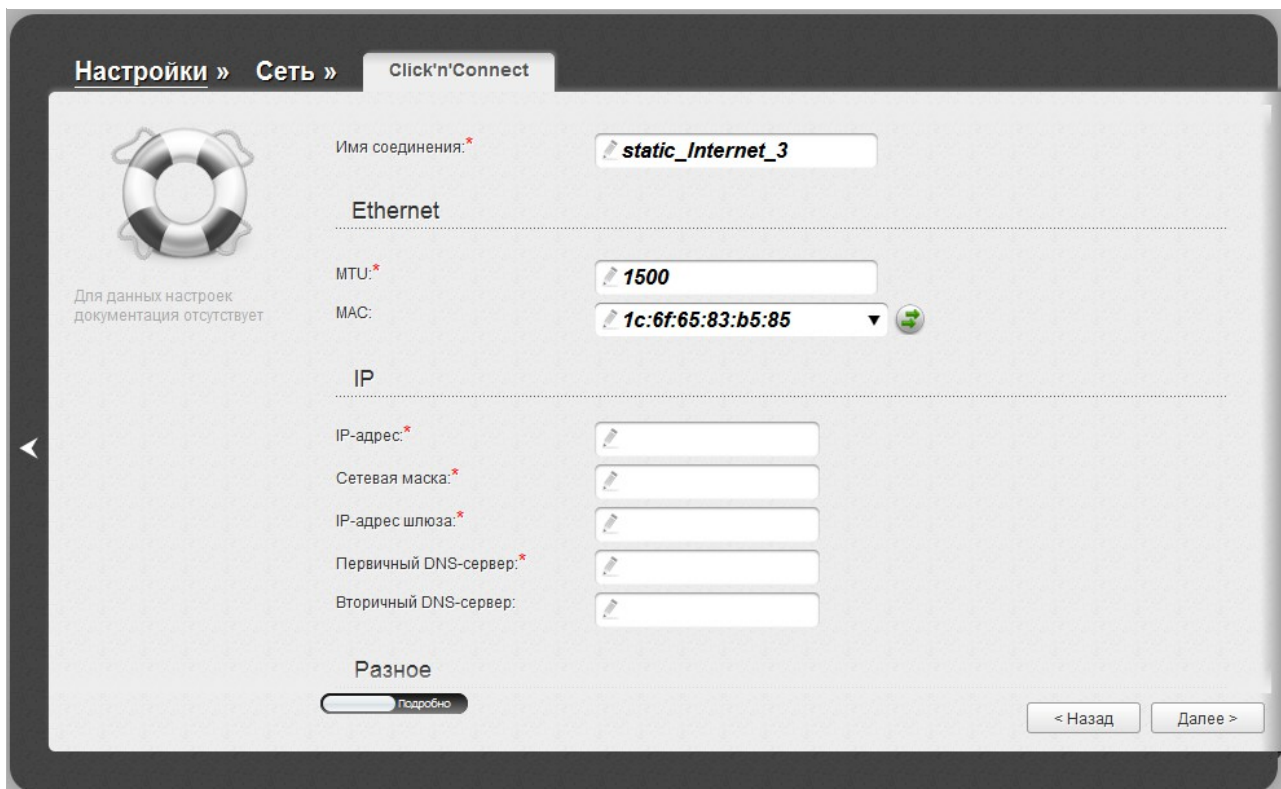 Настройки » Сеть » Click'n'Connect
Имя соединения:* static_Internet_3
Ethernet
Для данных настроек
документация отсутствует
MTU:* 1500
MAC: 1c:6f:65:83:b5:85
IP
IP-адрес:*
Сетевая маска:*
IP-адрес шлюза:*
Первичный DNS-сервер:*
Вторичный DNS-сервер:
Разное
Подробно
< Назад Далее >